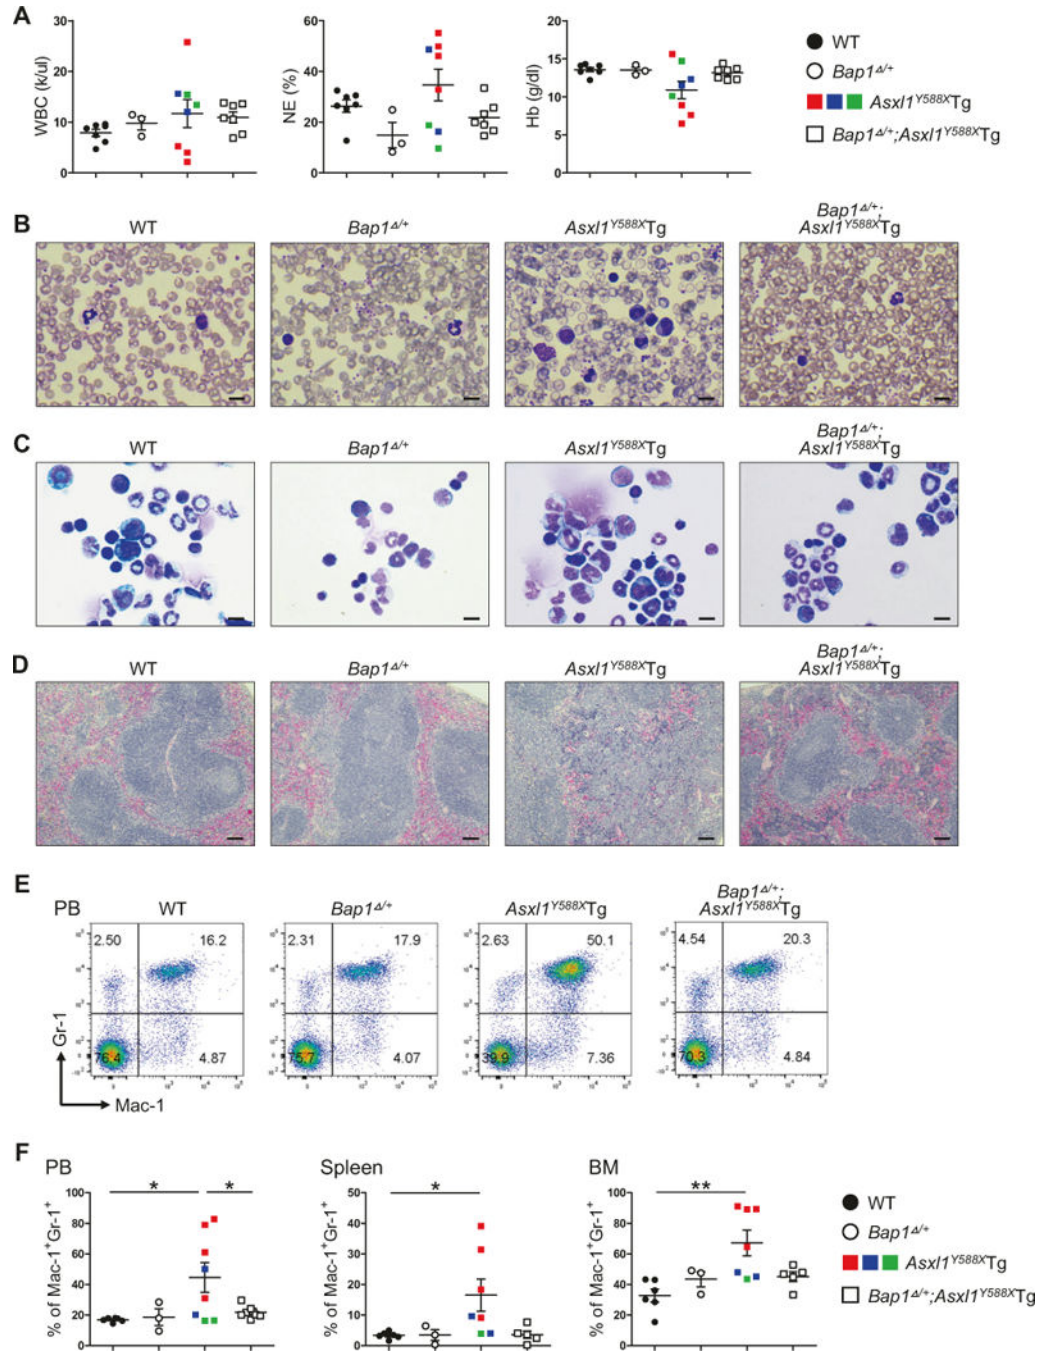 A
WBC (k/ul)
30
20
10
0
NE (%)
60
40
20
0
Hb (g/dl)
20
15
10
5
0
WT
Bap1Δ/+
Asxl1Y588XTg
Bap1Δ/+;Asxl1Y588XTg
B
WT
Bap1Δ/+
Asxl1Y588XTg
Bap1Δ/+;
Asxl1Y588XTg
C
WT
Bap1Δ/+
Asxl1Y588XTg
Bap1Δ/+;
Asxl1Y588XTg
D
WT
Bap1Δ/+
Asxl1Y588XTg
Bap1Δ/+;
Asxl1Y588XTg
E
PB
WT
Bap1Δ/+
Asxl1Y588XTg
Bap1Δ/+;
Asxl1Y588XTg
2.50 16.2
76.4 4.87
2.31 17.9
75.7 4.07
2.63 50.1
39.9 7.36
4.54 20.3
70.3 4.84
Gr-1
Mac-1
F
PB
% of Mac-1+Gr-1+
100
80
60
40
20
0
*
*
Spleen
% of Mac-1+Gr-1+
50
40
30
20
10
0
*
BM
% of Mac-1+Gr-1+
100
80
60
40
20
0
**
WT
Bap1Δ/+
Asxl1Y588XTg
Bap1Δ/+;Asxl1Y588XTg